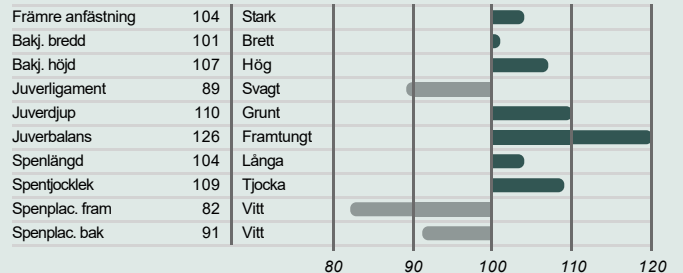 Främre anfästning 104 Stark
Bakj. bredd 101 Brett
Bakj. höjd 107 Hög
Juverligament 89 Svagt
Juverdjup 110 Grunt
Juverbalans 126 Framtungt
Spenlängd 104 Långa
Spentjocklek 109 Tjocka
Spenplac. fram 82 Vitt
Spenplac. bak 91 Vitt
80 90 100 110 120